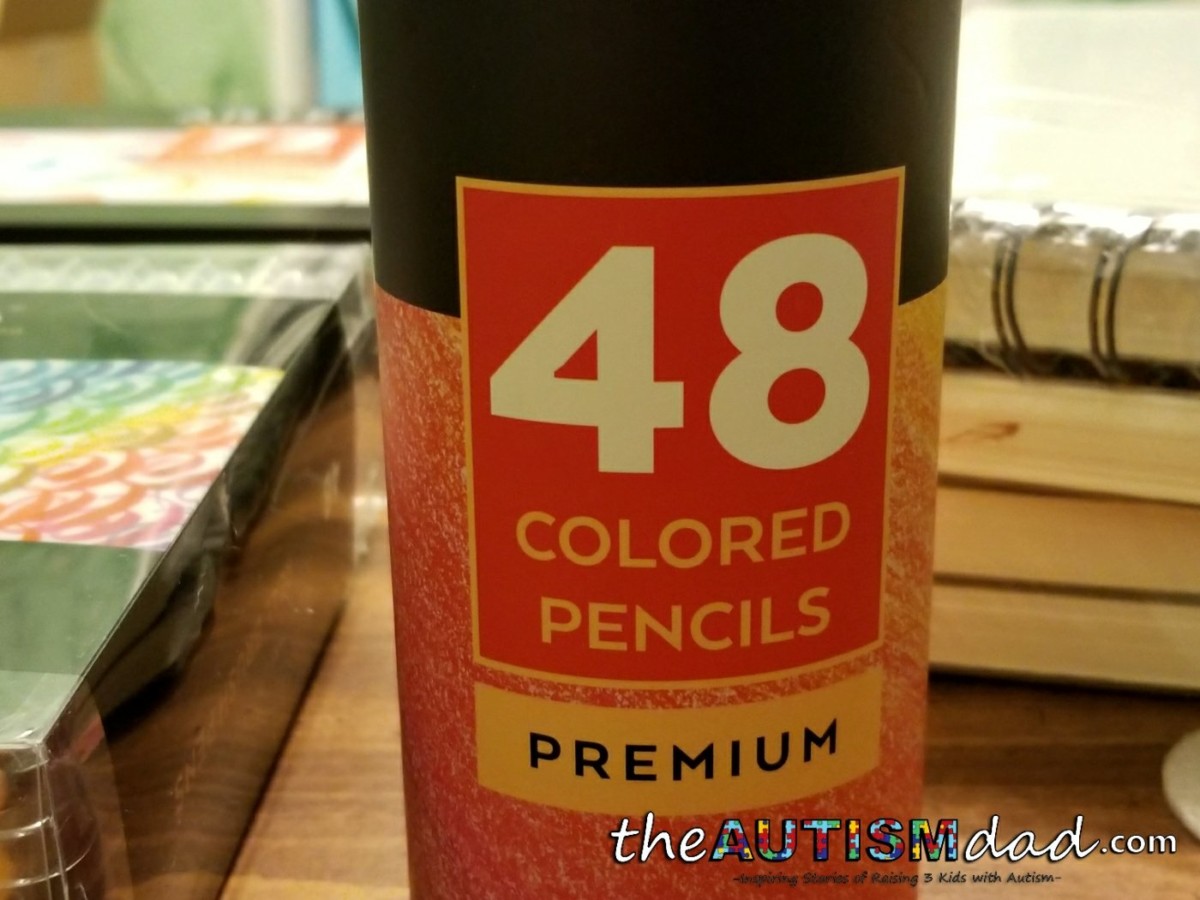 48
COLORED
PENCILS
PREMIUM
theAUTISMdad.com
-Inspiring Stories of Raising 3 Kids with Autism-